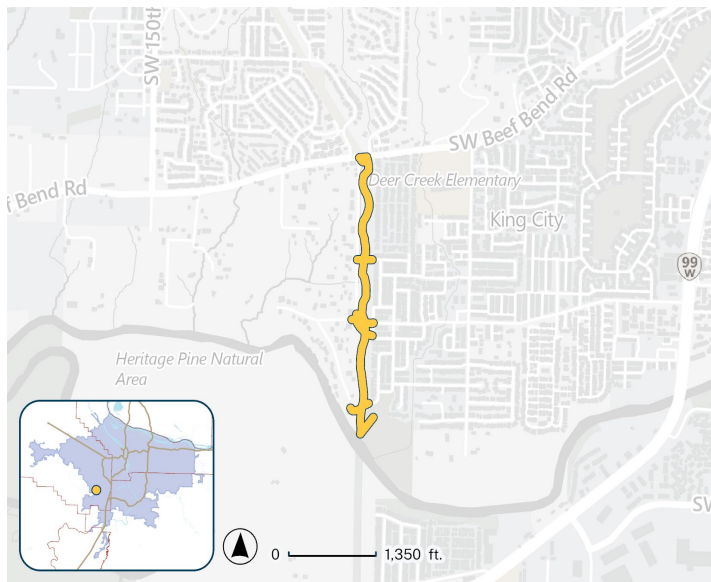 SW 150th
SW Beef Bend Rd
Deer Creek Elementary
f Bend Rd
King City
99
W
Heritage Pine Natural
Area
0 1,350 ft.
SW